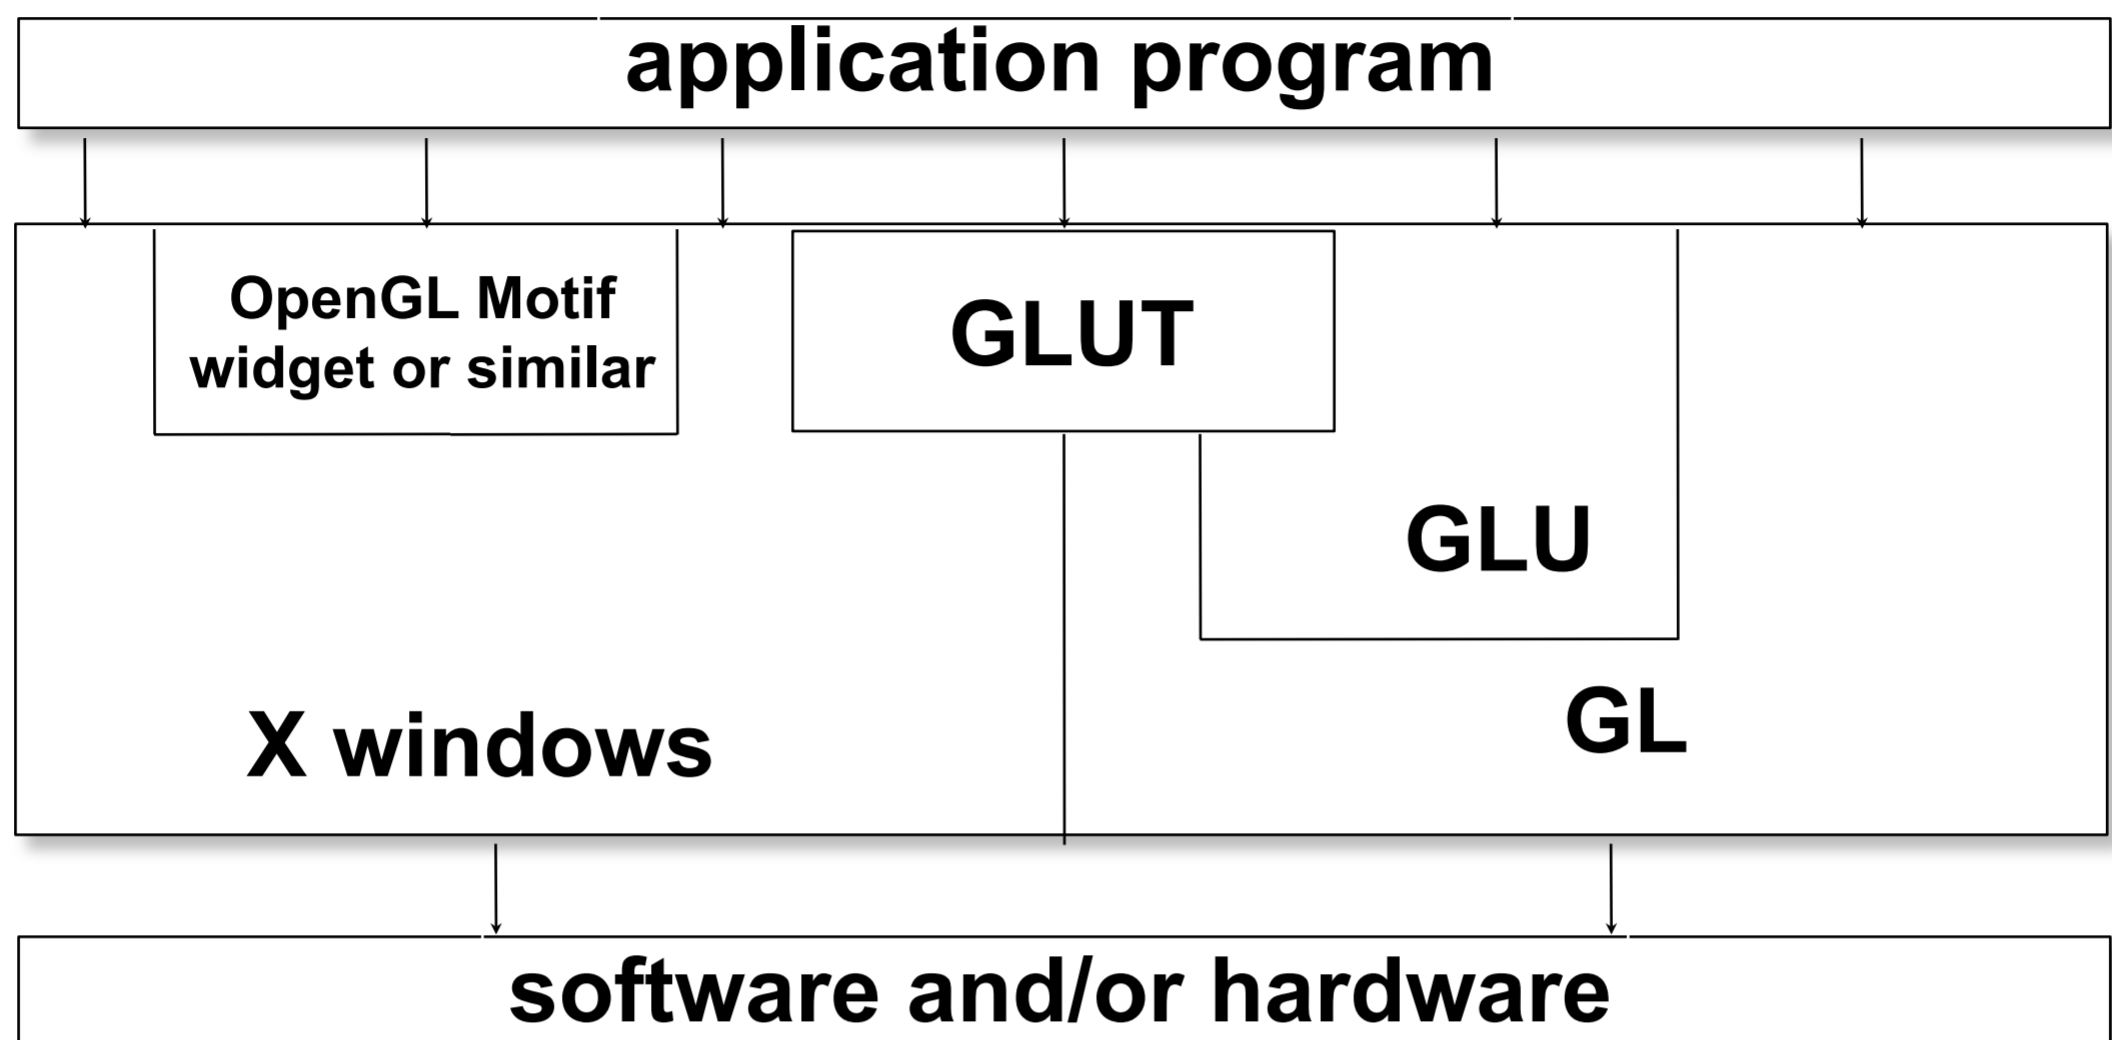 application program
OpenGL Motif
widget or similar
GLUT
GLU
GL
X windows
software and/or hardware